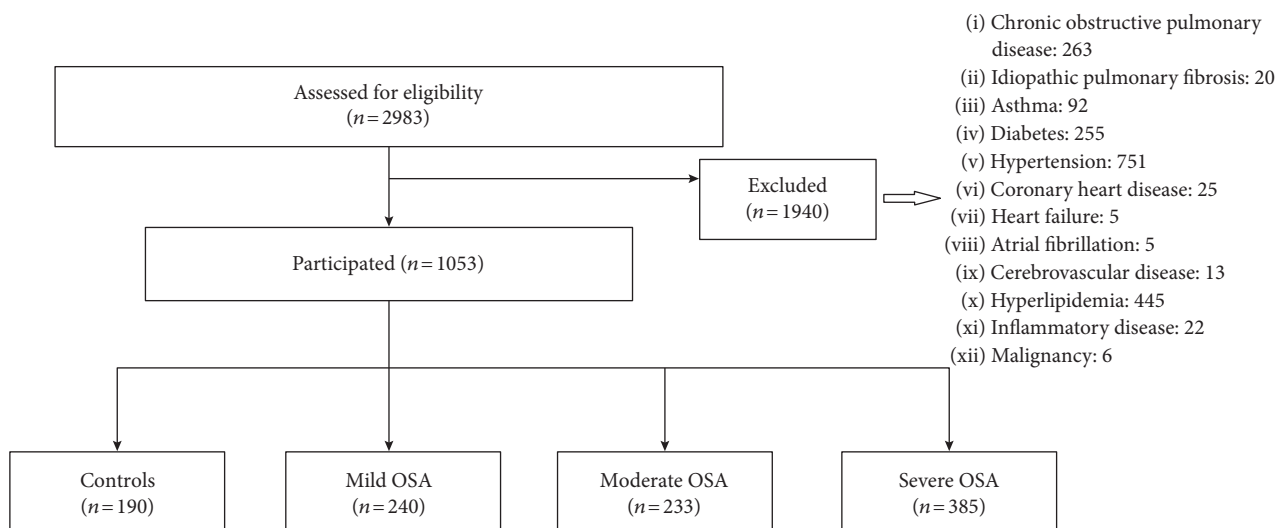 Assessed for eligibility
(n = 2983)
Excluded
(n = 1940)
(i) Chronic obstructive pulmonary
disease: 263
(ii) Idiopathic pulmonary fibrosis: 20
(iii) Asthma: 92
(iv) Diabetes: 255
(v) Hypertension: 751
(vi) Coronary heart disease: 25
(vii) Heart failure: 5
(viii) Atrial fibrillation: 5
(ix) Cerebrovascular disease: 13
(x) Hyperlipidemia: 445
(xi) Inflammatory disease: 22
(xii) Malignancy: 6
Participated (n = 1053)
Controls
(n = 190)
Mild OSA
(n = 240)
Moderate OSA
(n = 233)
Severe OSA
(n = 385)